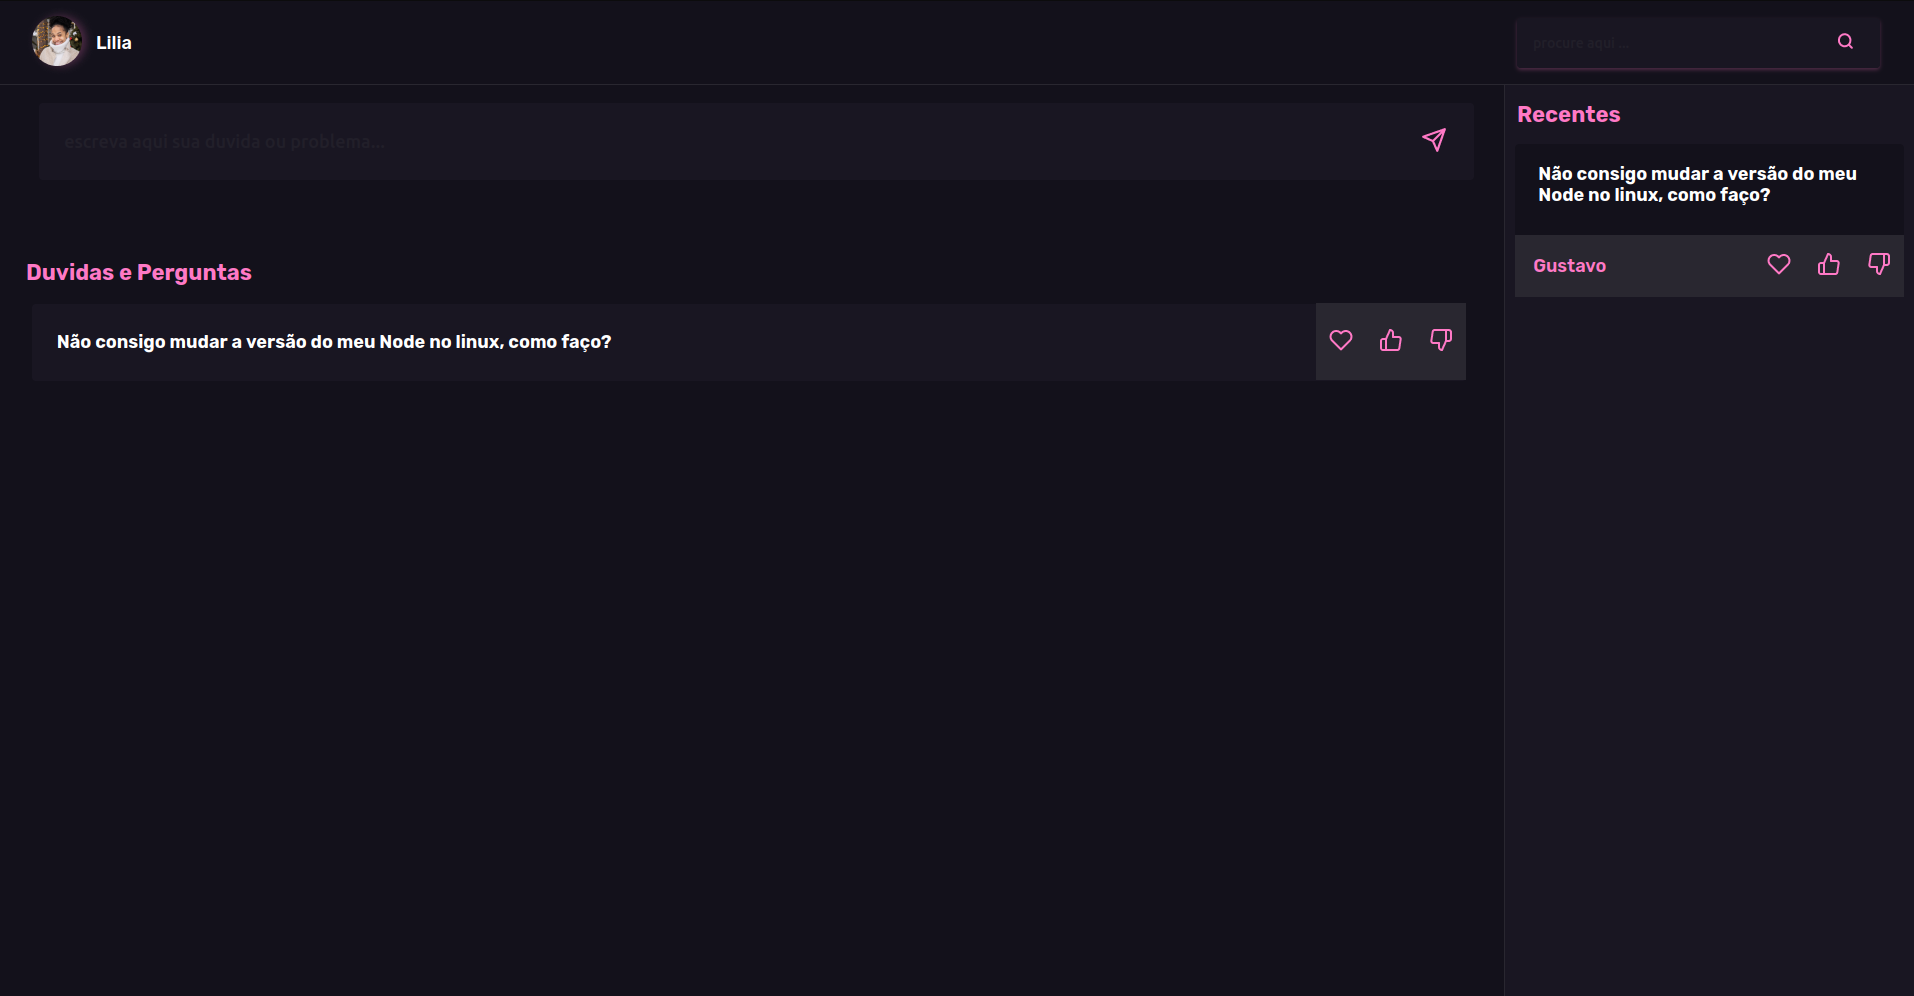 Lilia
procure aqui ...
escreva aqui sua duvida ou problema...
Recentes
Não consigo mudar a versão do meu
Node no linux, como faço?
Gustavo
Duvidas e Perguntas
Não consigo mudar a versão do meu Node no linux, como faço?